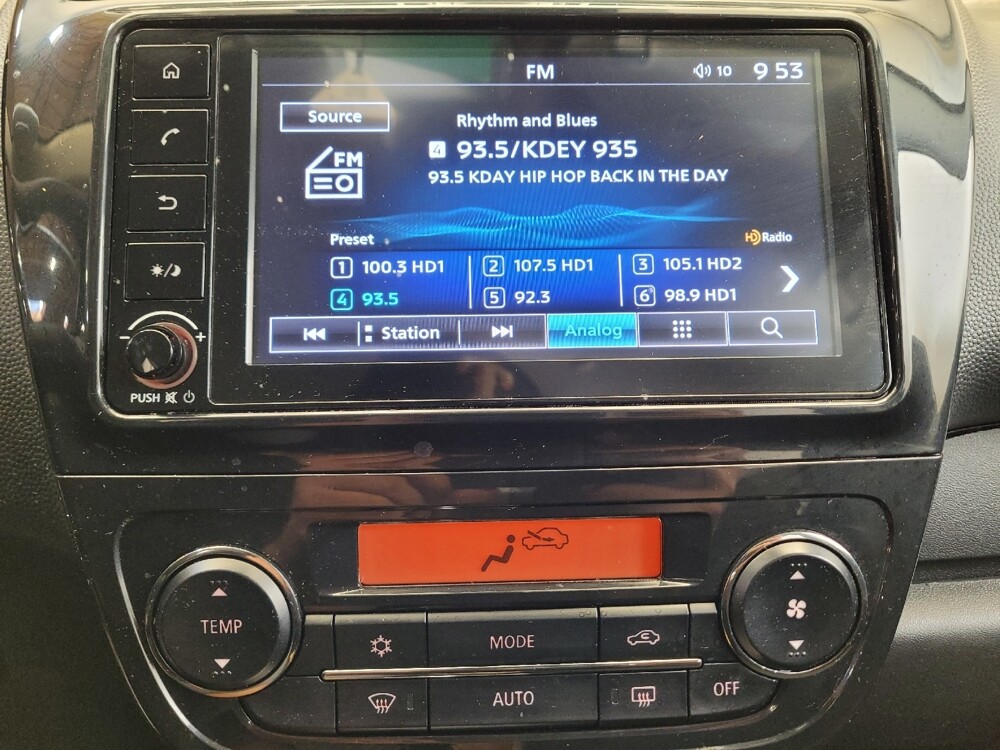 FM
10
9 53
Source
Rhythm and Blues
4 93.5/KDEY 935
FM
93.5 KDAY HIP HOP BACK IN THE DAY
Preset
HD Radio
1 100.3 HD1
2 107.5 HD1
3 105.1 HD2
4 93.5
5 92.3
6 98.9 HD1
Station
Analog
- +
PUSH
TEMP
MODE
AUTO
OFF